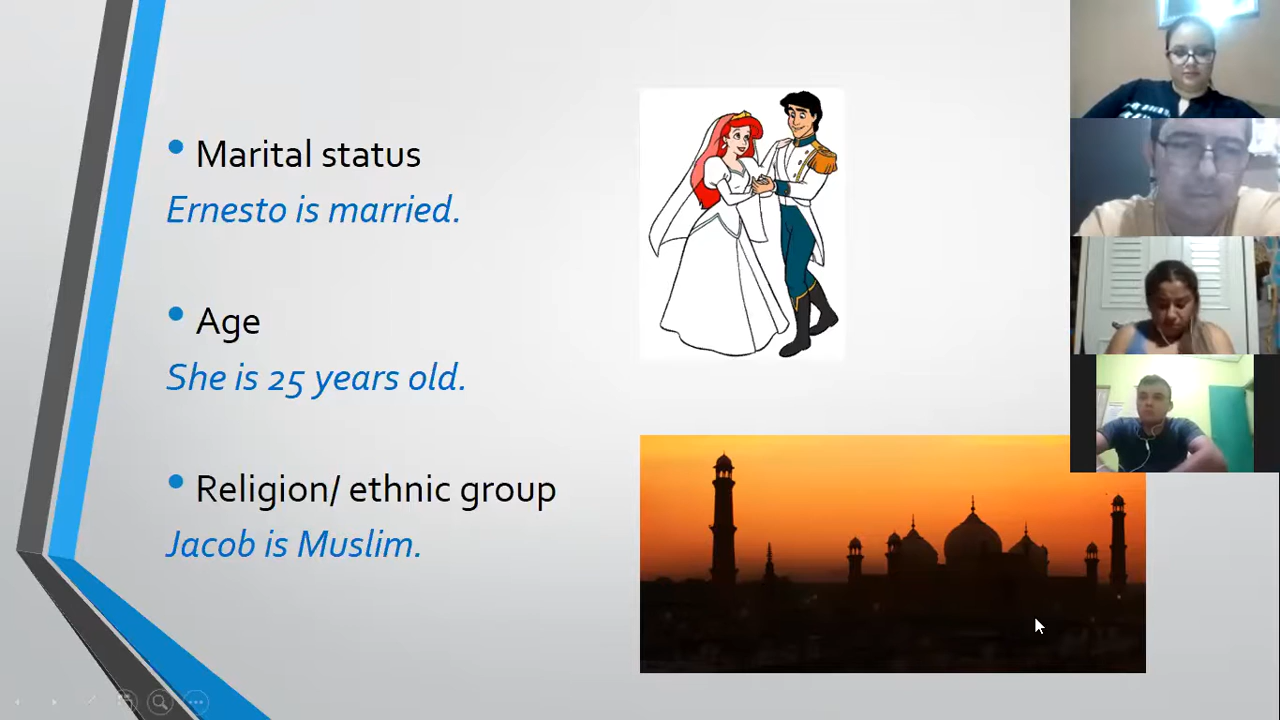 Marital status
Ernesto is married.
Age
She is 25 years old.
Religion/ ethnic group
Jacob is Muslim.